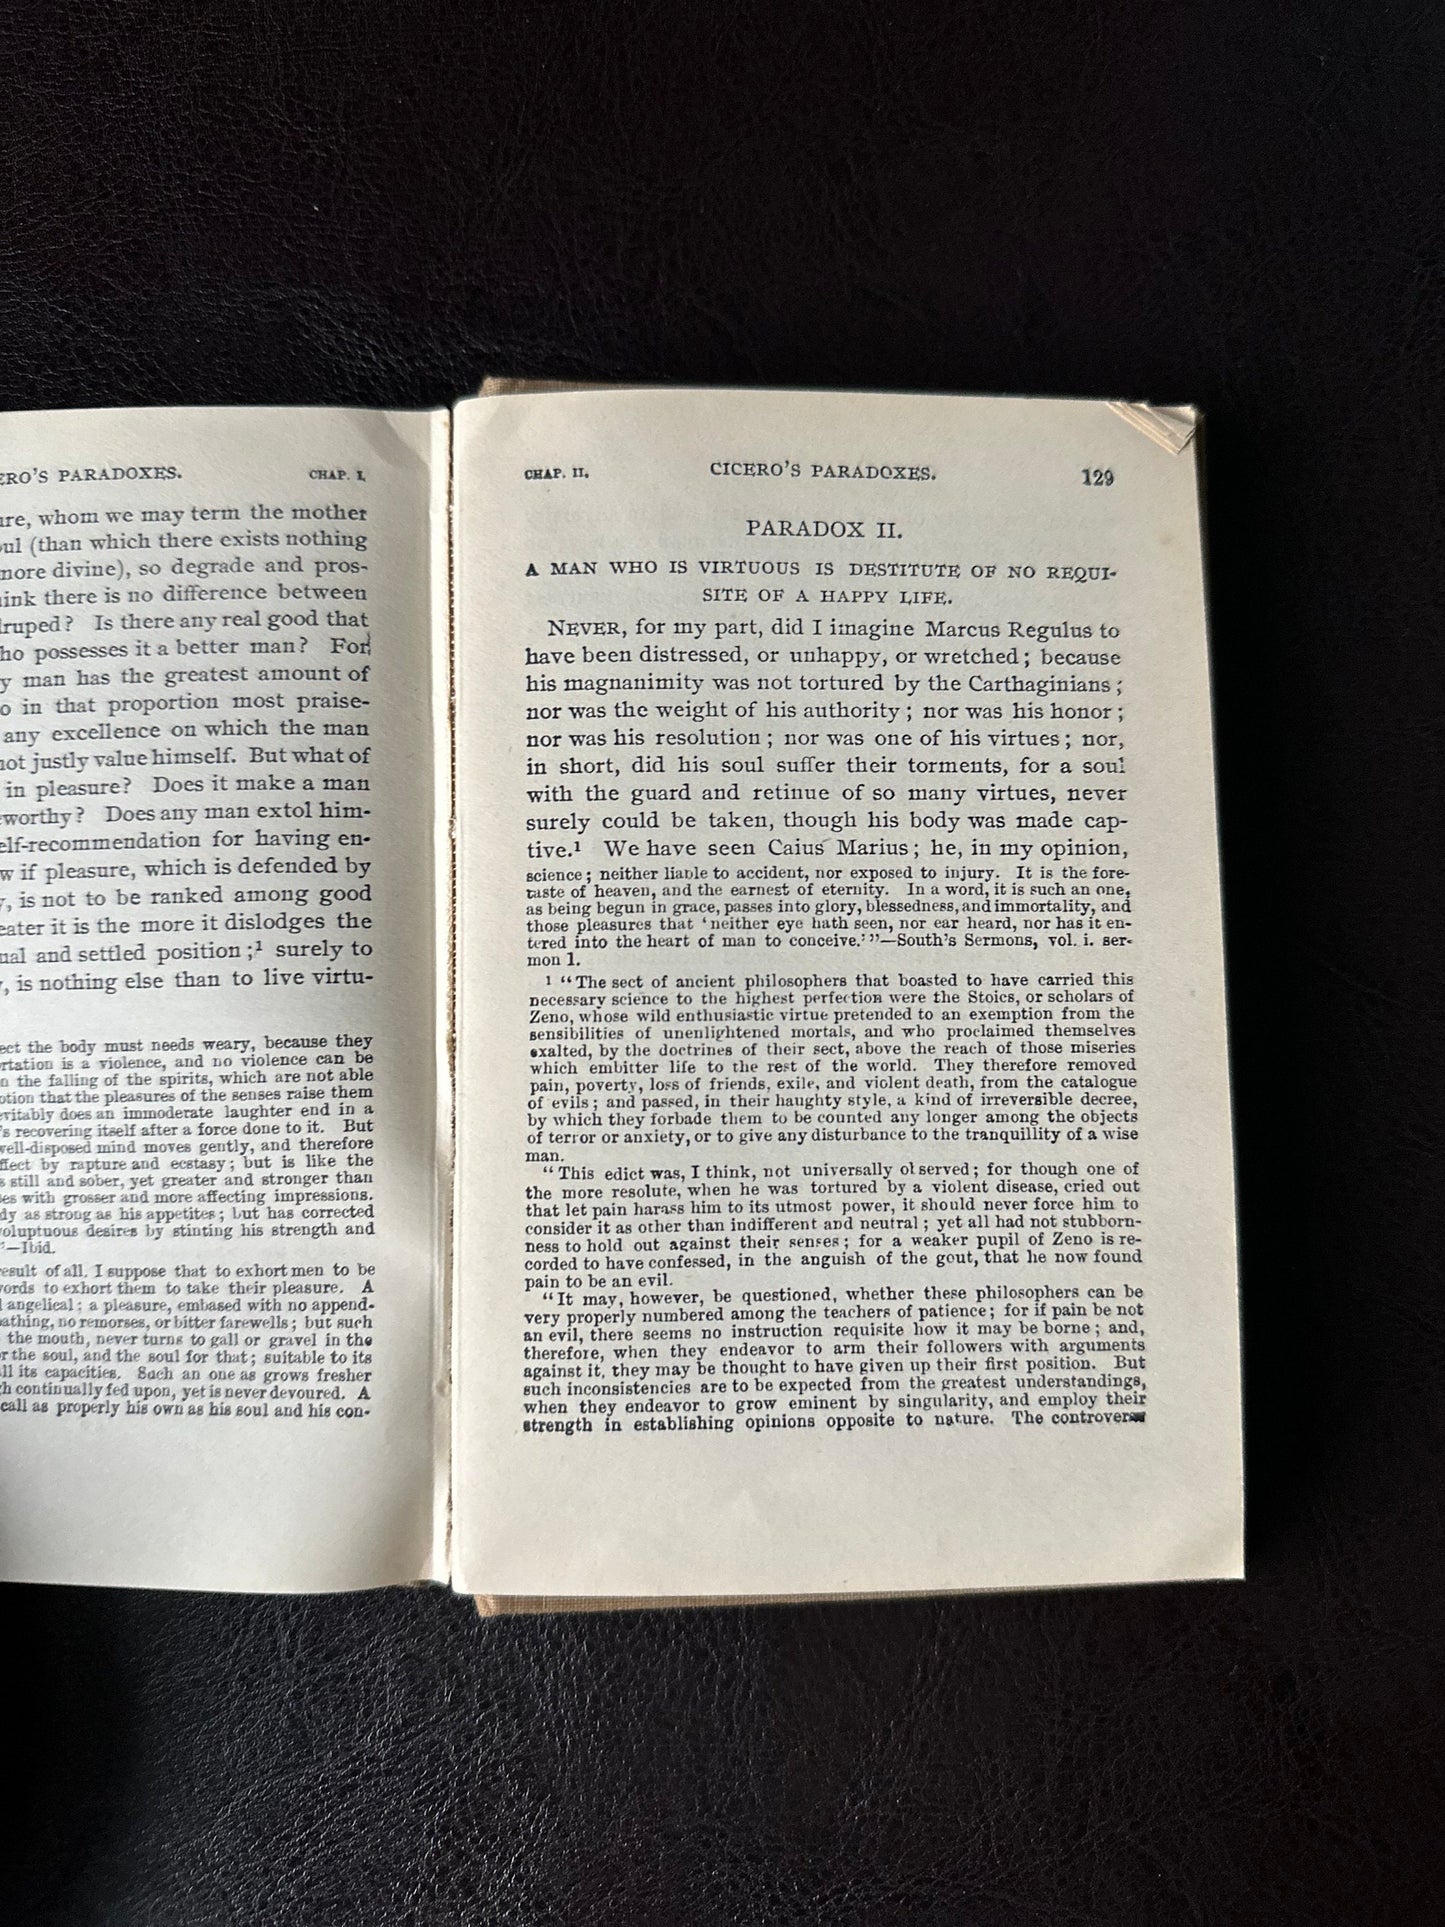 CERO'S PARADOXES. CHAP. I.
whom we may term the mother
(than which there exists nothing
more divine), so degrade and pros-
there is no difference between
Is there any real good that
possesses it a better man? For
man has the greatest amount of
in that proportion most praise-
any excellence on which the man
not justly value himself. But what of
in pleasure? Does it make a man
Does any man extol him-
self-recommendation for having en-
if pleasure, which is defended by
is not to be ranked among good
it is the more it dislodges the
and settled position;¹ surely to
is nothing else than to live virtu-
the body must needs weary, because they
is a violence, and no violence can be
the falling of the spirits, which are not able
that the pleasures of the senses raise them
does an immoderate laughter end in a
recovering itself after a force done to it. But
well-disposed mind moves gently, and therefore
by rapture and ecstasy; but is like the
still and sober, yet greater and stronger than
with grosser and more affecting impressions.
as strong as his appetites; but has corrected
voluptuous desires by stinting his strength and
—Ibid.
result of all, I suppose that to exhort men to be
to exhort them to take their pleasure. A
angelical; a pleasure, embased with no append-
no remorses, or bitter farewells; but such
the mouth, never turns to gall or gravel in the
the soul, and the soul for that; suitable to its
its capacities. Such an one as grows fresher
continually fed upon, yet is never devoured. A
call as properly his own as his soul and his con-
CHAP. II. CICERO'S PARADOXES. 129
PARADOX II.
A MAN WHO IS VIRTUOUS IS DESTITUTE OF NO REQUI-
SITE OF A HAPPY LIFE.
NEVER, for my part, did I imagine Marcus Regulus to
have been distressed, or unhappy, or wretched; because
his magnanimity was not tortured by the Carthaginians;
nor was the weight of his authority; nor was his honor;
nor was his resolution; nor was one of his virtues; nor,
in short, did his soul suffer their torments, for a soul
with the guard and retinue of so many virtues, never
surely could be taken, though his body was made cap-
tive.¹ We have seen Caius Marius; he, in my opinion,
science; neither liable to accident, nor exposed to injury. It is the fore-
taste of heaven, and the earnest of eternity. In a word, it is such an one,
as being begun in grace, passes into glory, blessedness, and immortality, and
those pleasures that 'neither eye hath seen, nor ear heard, nor has it en-
tered into the heart of man to conceive.'"—South's Sermons, vol. i. ser-
mon 1.
¹ "The sect of ancient philosophers that boasted to have carried this
necessary science to the highest perfection were the Stoics, or scholars of
Zeno, whose wild enthusiastic virtue pretended to an exemption from the
sensibilities of unenlightened mortals, and who proclaimed themselves
exalted, by the doctrines of their sect, above the reach of those miseries
which embitter life to the rest of the world. They therefore removed
pain, poverty, loss of friends, exile, and violent death, from the catalogue
of evils; and passed, in their haughty style, a kind of irreversible decree,
by which they forbade them to be counted any longer among the objects
of terror or anxiety, or to give any disturbance to the tranquillity of a wise
man.
"This edict was, I think, not universally observed; for though one of
the more resolute, when he was tortured by a violent disease, cried out
that let pain harass him to its utmost power, it should never force him to
consider it as other than indifferent and neutral; yet all had not stubborn-
ness to hold out against their senses; for a weaker pupil of Zeno is re-
corded to have confessed, in the anguish of the gout, that he now found
pain to be an evil.
"It may, however, be questioned, whether these philosophers can be
very properly numbered among the teachers of patience; for if pain be not
an evil, there seems no instruction requisite how it may be borne; and,
therefore, when they endeavor to arm their followers with arguments
against it, they may be thought to have given up their first position. But
such inconsistencies are to be expected from the greatest understandings,
when they endeavor to grow eminent by singularity, and employ their
strength in establishing opinions opposite to nature. The